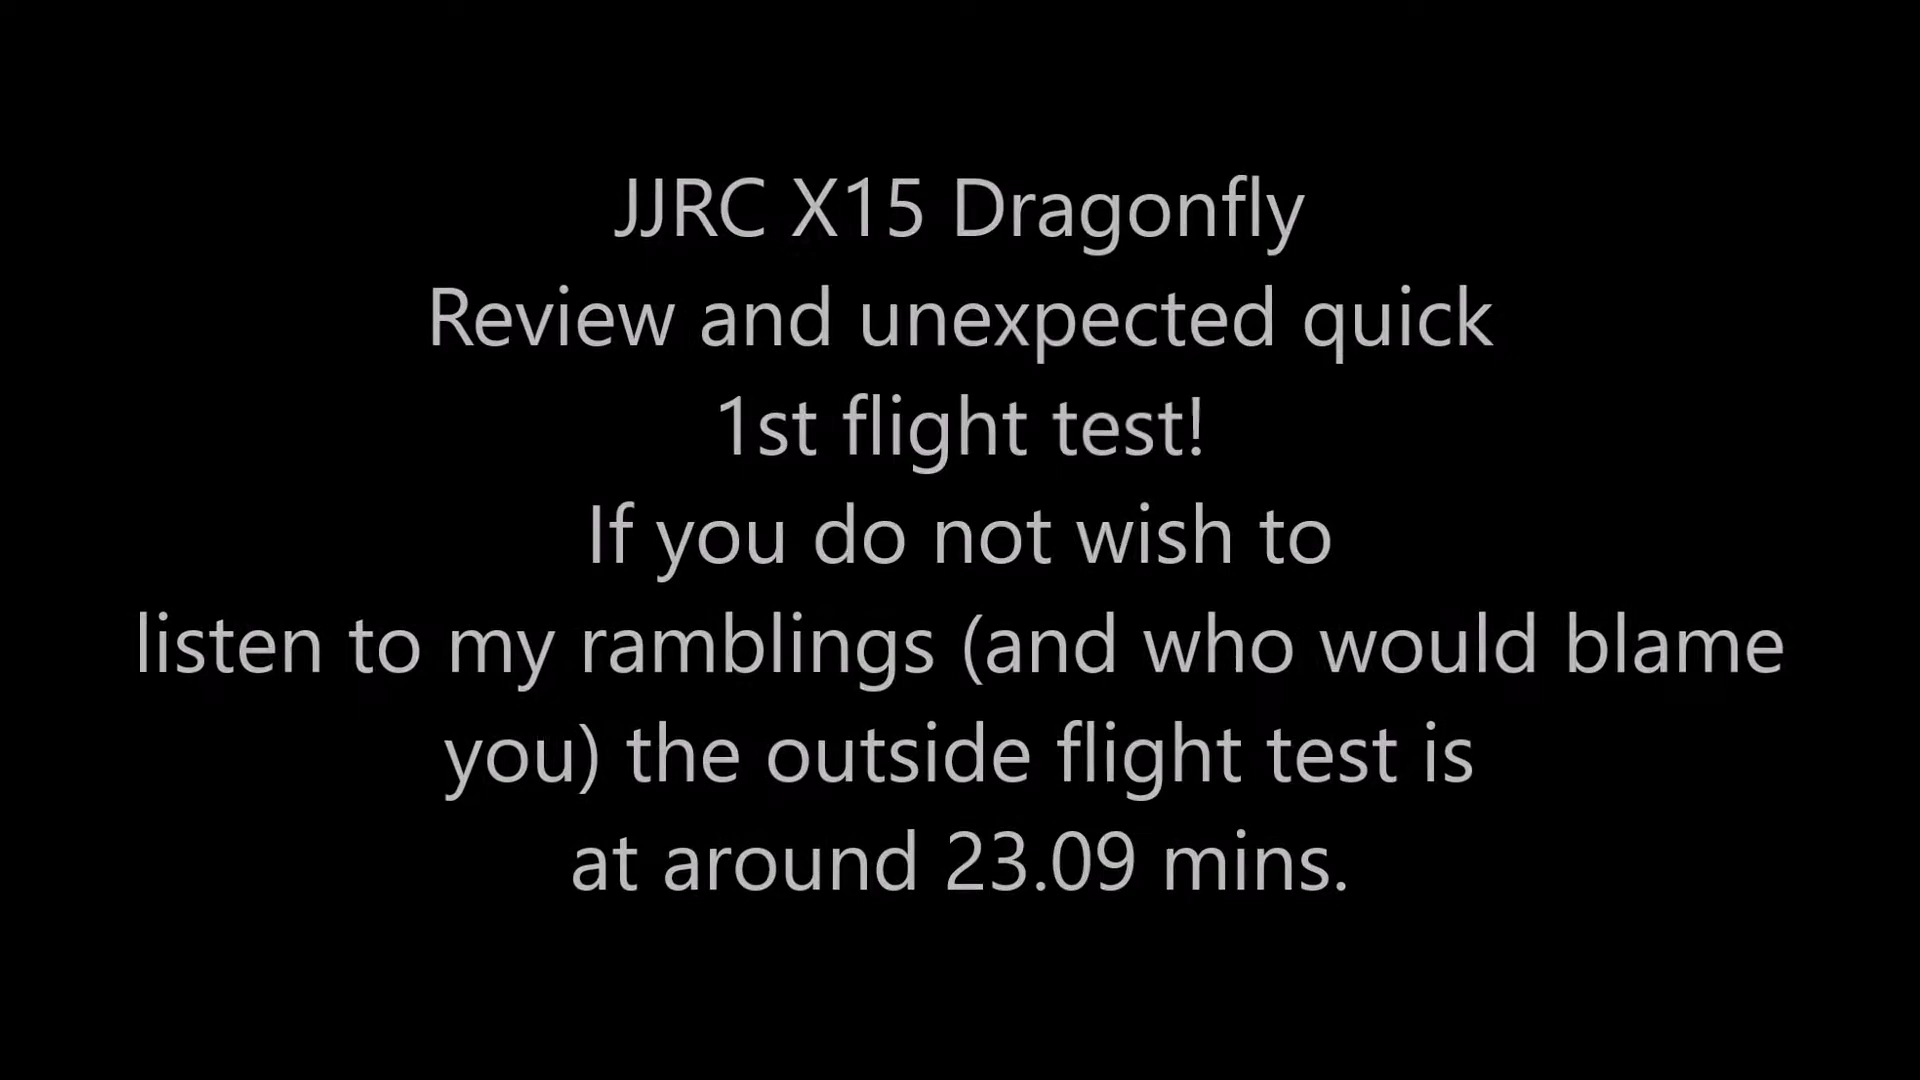 JJRC X15 Dragonfly
Review and unexpected quick
1st flight test!
If you do not wish to
listen to my ramblings (and who would blame
you) the outside flight test is
at around 23.09 mins.